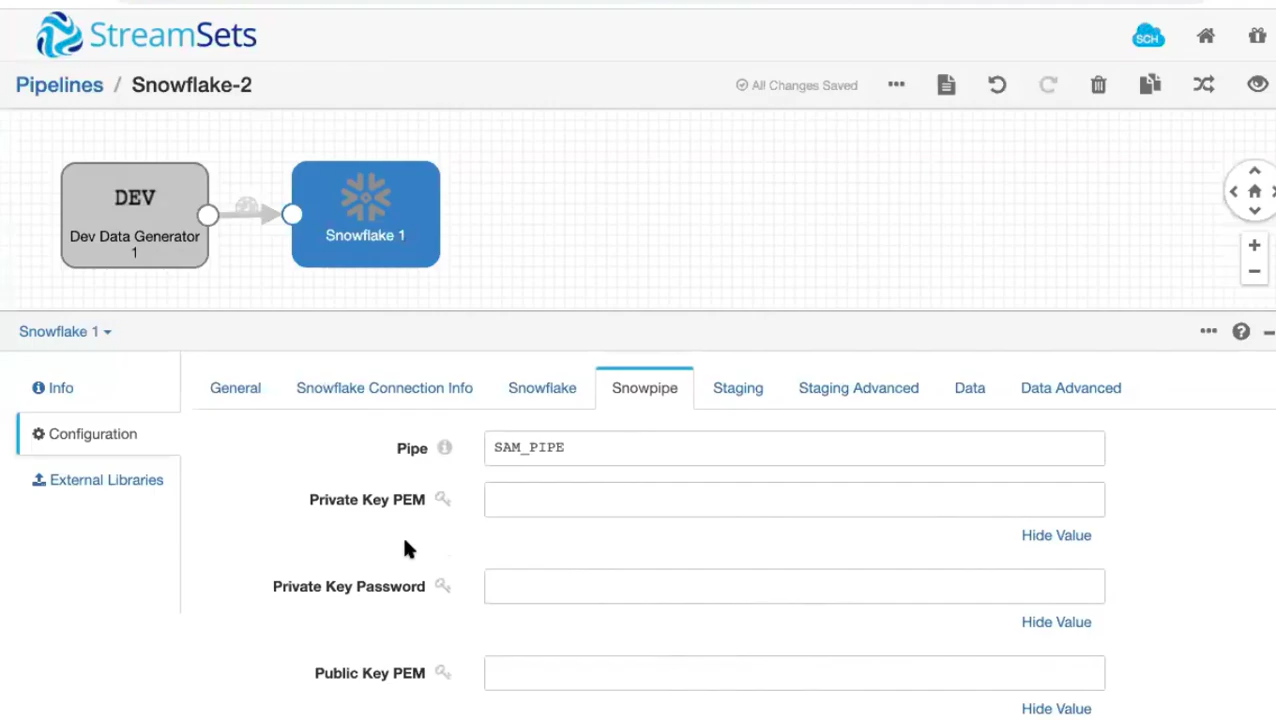 StreamSets
SCH
Pipelines / Snowflake-2
All Changes Saved
DEV
Dev Data Generator
1
Snowflake 1
Snowflake 1
Info
Configuration
External Libraries
General
Snowflake Connection Info
Snowflake
Snowpipe
Staging
Staging Advanced
Data
Data Advanced
Pipe
SAM_PIPE
Private Key PEM
Hide Value
Private Key Password
Hide Value
Public Key PEM
Hide Value